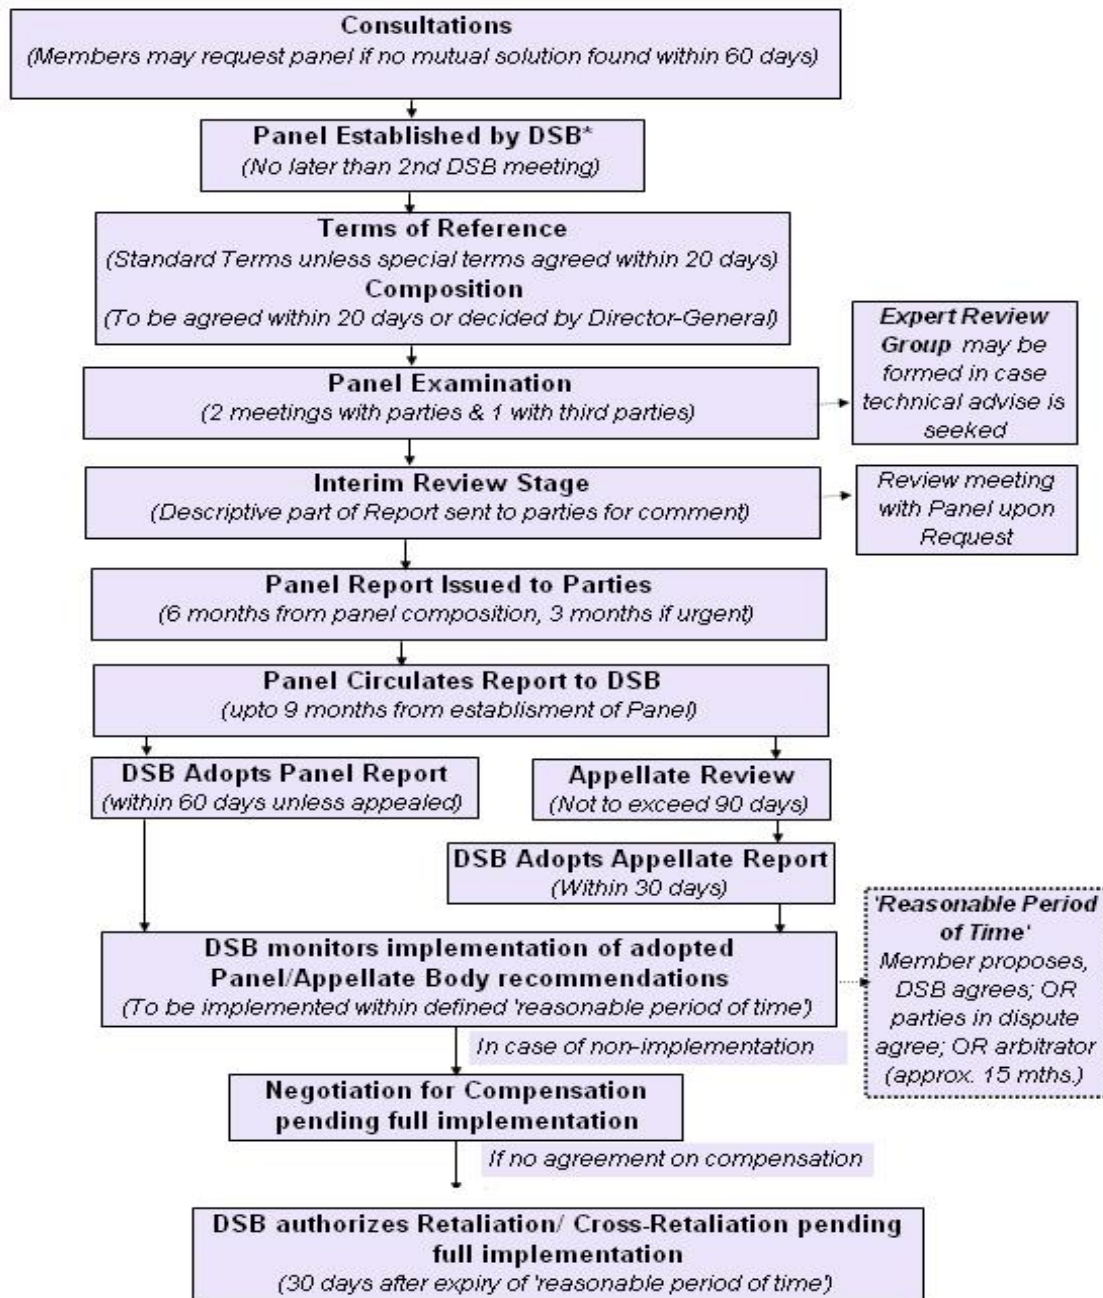 Consultations
(Members may request panel if no mutual solution found within 60 days)
Panel Established by DSB*
(No later than 2nd DSB meeting)
Terms of Reference
(Standard Terms unless special terms agreed within 20 days)
Composition
(To be agreed within 20 days or decided by Director-General)
Expert Review
Group may be
formed in case
technical advise is
seeked
Panel Examination
(2 meetings with parties & 1 with third parties)
Interim Review Stage
(Descriptive part of Report sent to parties for comment)
Review meeting
with Panel upon
Request
Panel Report Issued to Parties
(6 months from panel composition, 3 months if urgent)
Panel Circulates Report to DSB
(upto 9 months from establisment of Panel)
DSB Adopts Panel Report
(within 60 days unless appealed)
Appellate Review
(Not to exceed 90 days)
DSB Adopts Appellate Report
(Within 30 days)
DSB monitors implementation of adopted
Panel/Appellate Body recommendations
(To be implemented within defined 'reasonable period of time')
'Reasonable Period
of Time'
Member proposes,
DSB agrees; OR
parties in dispute
agree; OR arbitrator
(approx. 15 mths.)
In case of non-implementation
Negotiation for Compensation
pending full implementation
If no agreement on compensation
DSB authorizes Retaliation/ Cross-Retaliation pending
full implementation
(30 days after expiry of 'reasonable period of time')